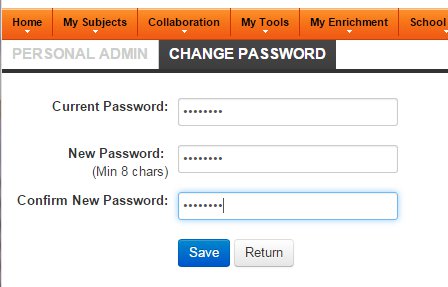 Home My Subjects Collaboration My Tools My Enrichment School
PERSONAL ADMIN CHANGE PASSWORD
Current Password: ••••••••
New Password: ••••••••
(Min 8 chars)
Confirm New Password: ••••••••
Save Return